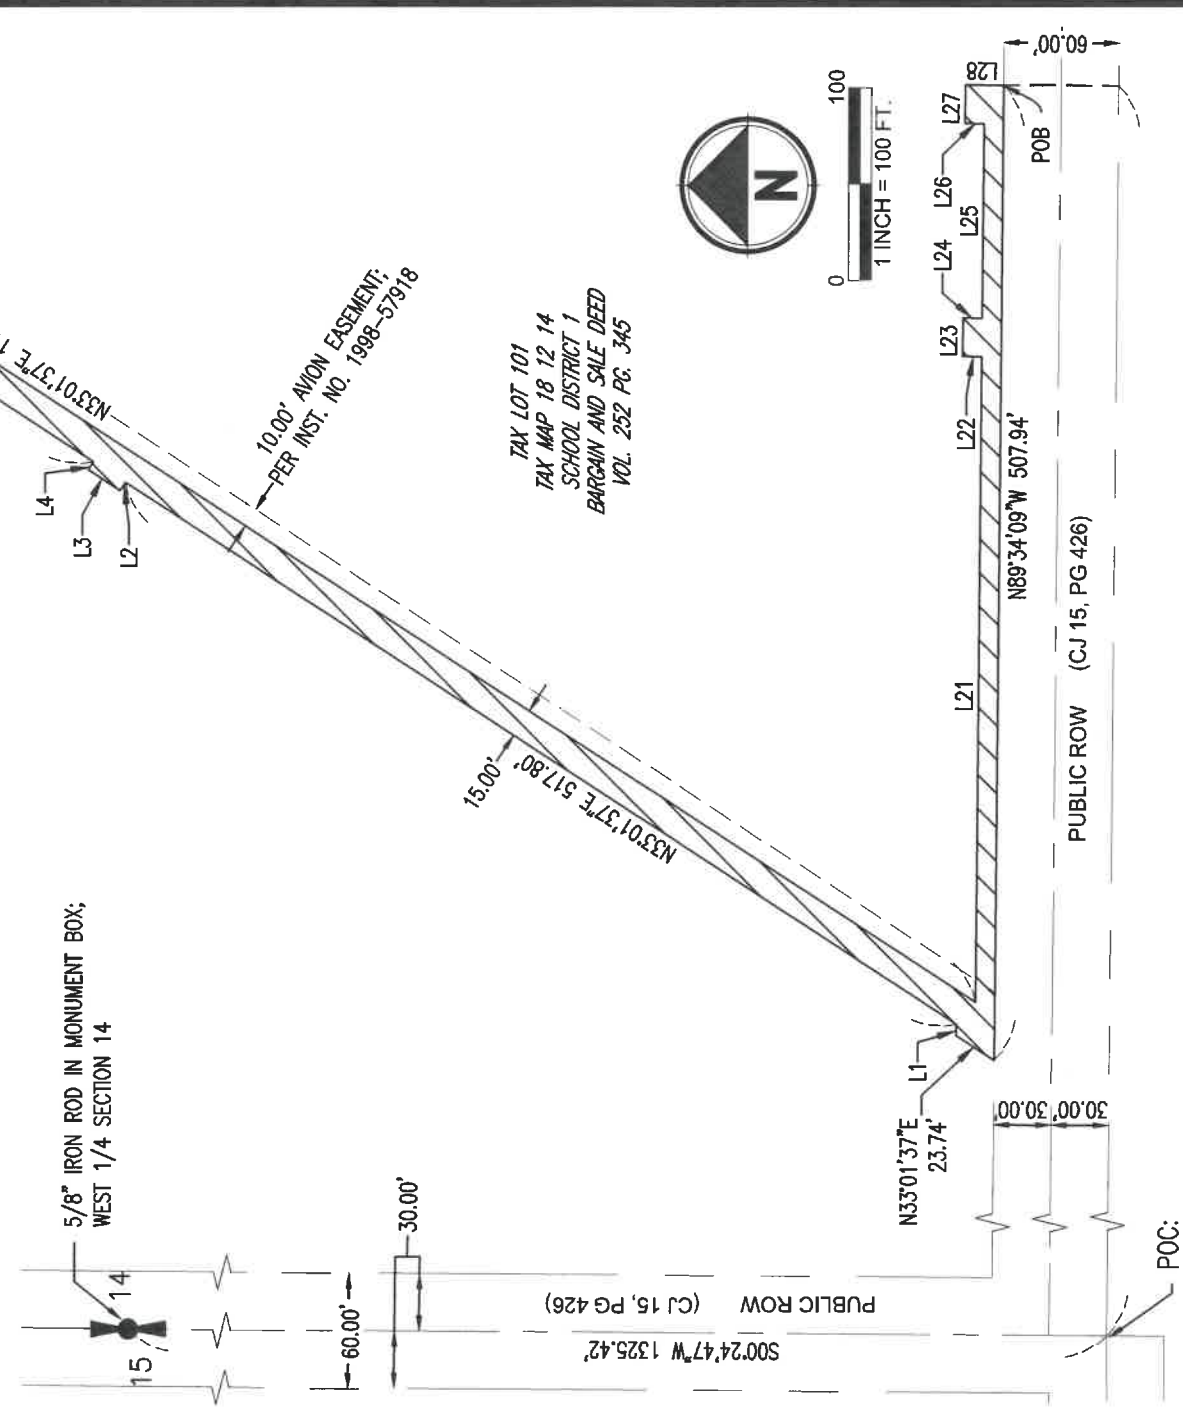 60.00'
L28
L27
POB
L26
L25
L24
L23
L22
L21
100
0
1 INCH = 100 FT.
N
N33°01'37"E 1
L4
L3
L2
10.00' AVION EASEMENT;
PER INST. NO. 1998-57918
TAX LOT 101
TAX MAP 18 12 14
SCHOOL DISTRICT 1
BARGAIN AND SALE DEED
VOL. 252 PG. 345
N89°34'09"W 507.94'
PUBLIC ROW (CJ 15, PG 426)
15.00'
N33°01'37"E 517.80'
5/8" IRON ROD IN MONUMENT BOX;
WEST 1/4 SECTION 14
14
15
L1
N33°01'37"E
23.74'
30.00'
30.00'
30.00'
60.00'
PUBLIC ROW (CJ 15, PG 426)
S00°24'47"W 1325.42'
POC: